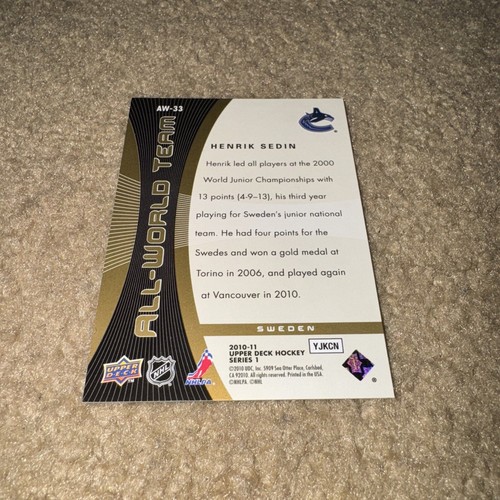 AW-33
ALL-WORLD TEAM
HENRIK SEDIN
Henrik led all players at the 2000
World Junior Championships with
13 points (4-9–13), his third year
playing for Sweden's junior national
team. He had four points for the
Swedes and won a gold medal at
Torino in 2006, and played again
at Vancouver in 2010.
SWEDEN
2010-11
UPPER DECK HOCKEY
SERIES 1
YJKCN
©2010 UDC, Inc. 5909 Sea Otter Place, Carlsbad,
CA 92010. All rights reserved. Printed in the USA.
©NHLPA. ©NHL
UPPER DECK
NHL
NHLPA